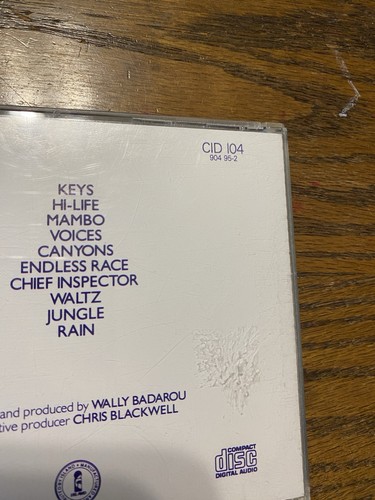 CID 104
904 95-2
KEYS
HI-LIFE
MAMBO
VOICES
CANYONS
ENDLESS RACE
CHIEF INSPECTOR
WALTZ
JUNGLE
RAIN
and produced by WALLY BADAROU
tive producer CHRIS BLACKWELL
COMPACT
disc
DIGITAL AUDIO